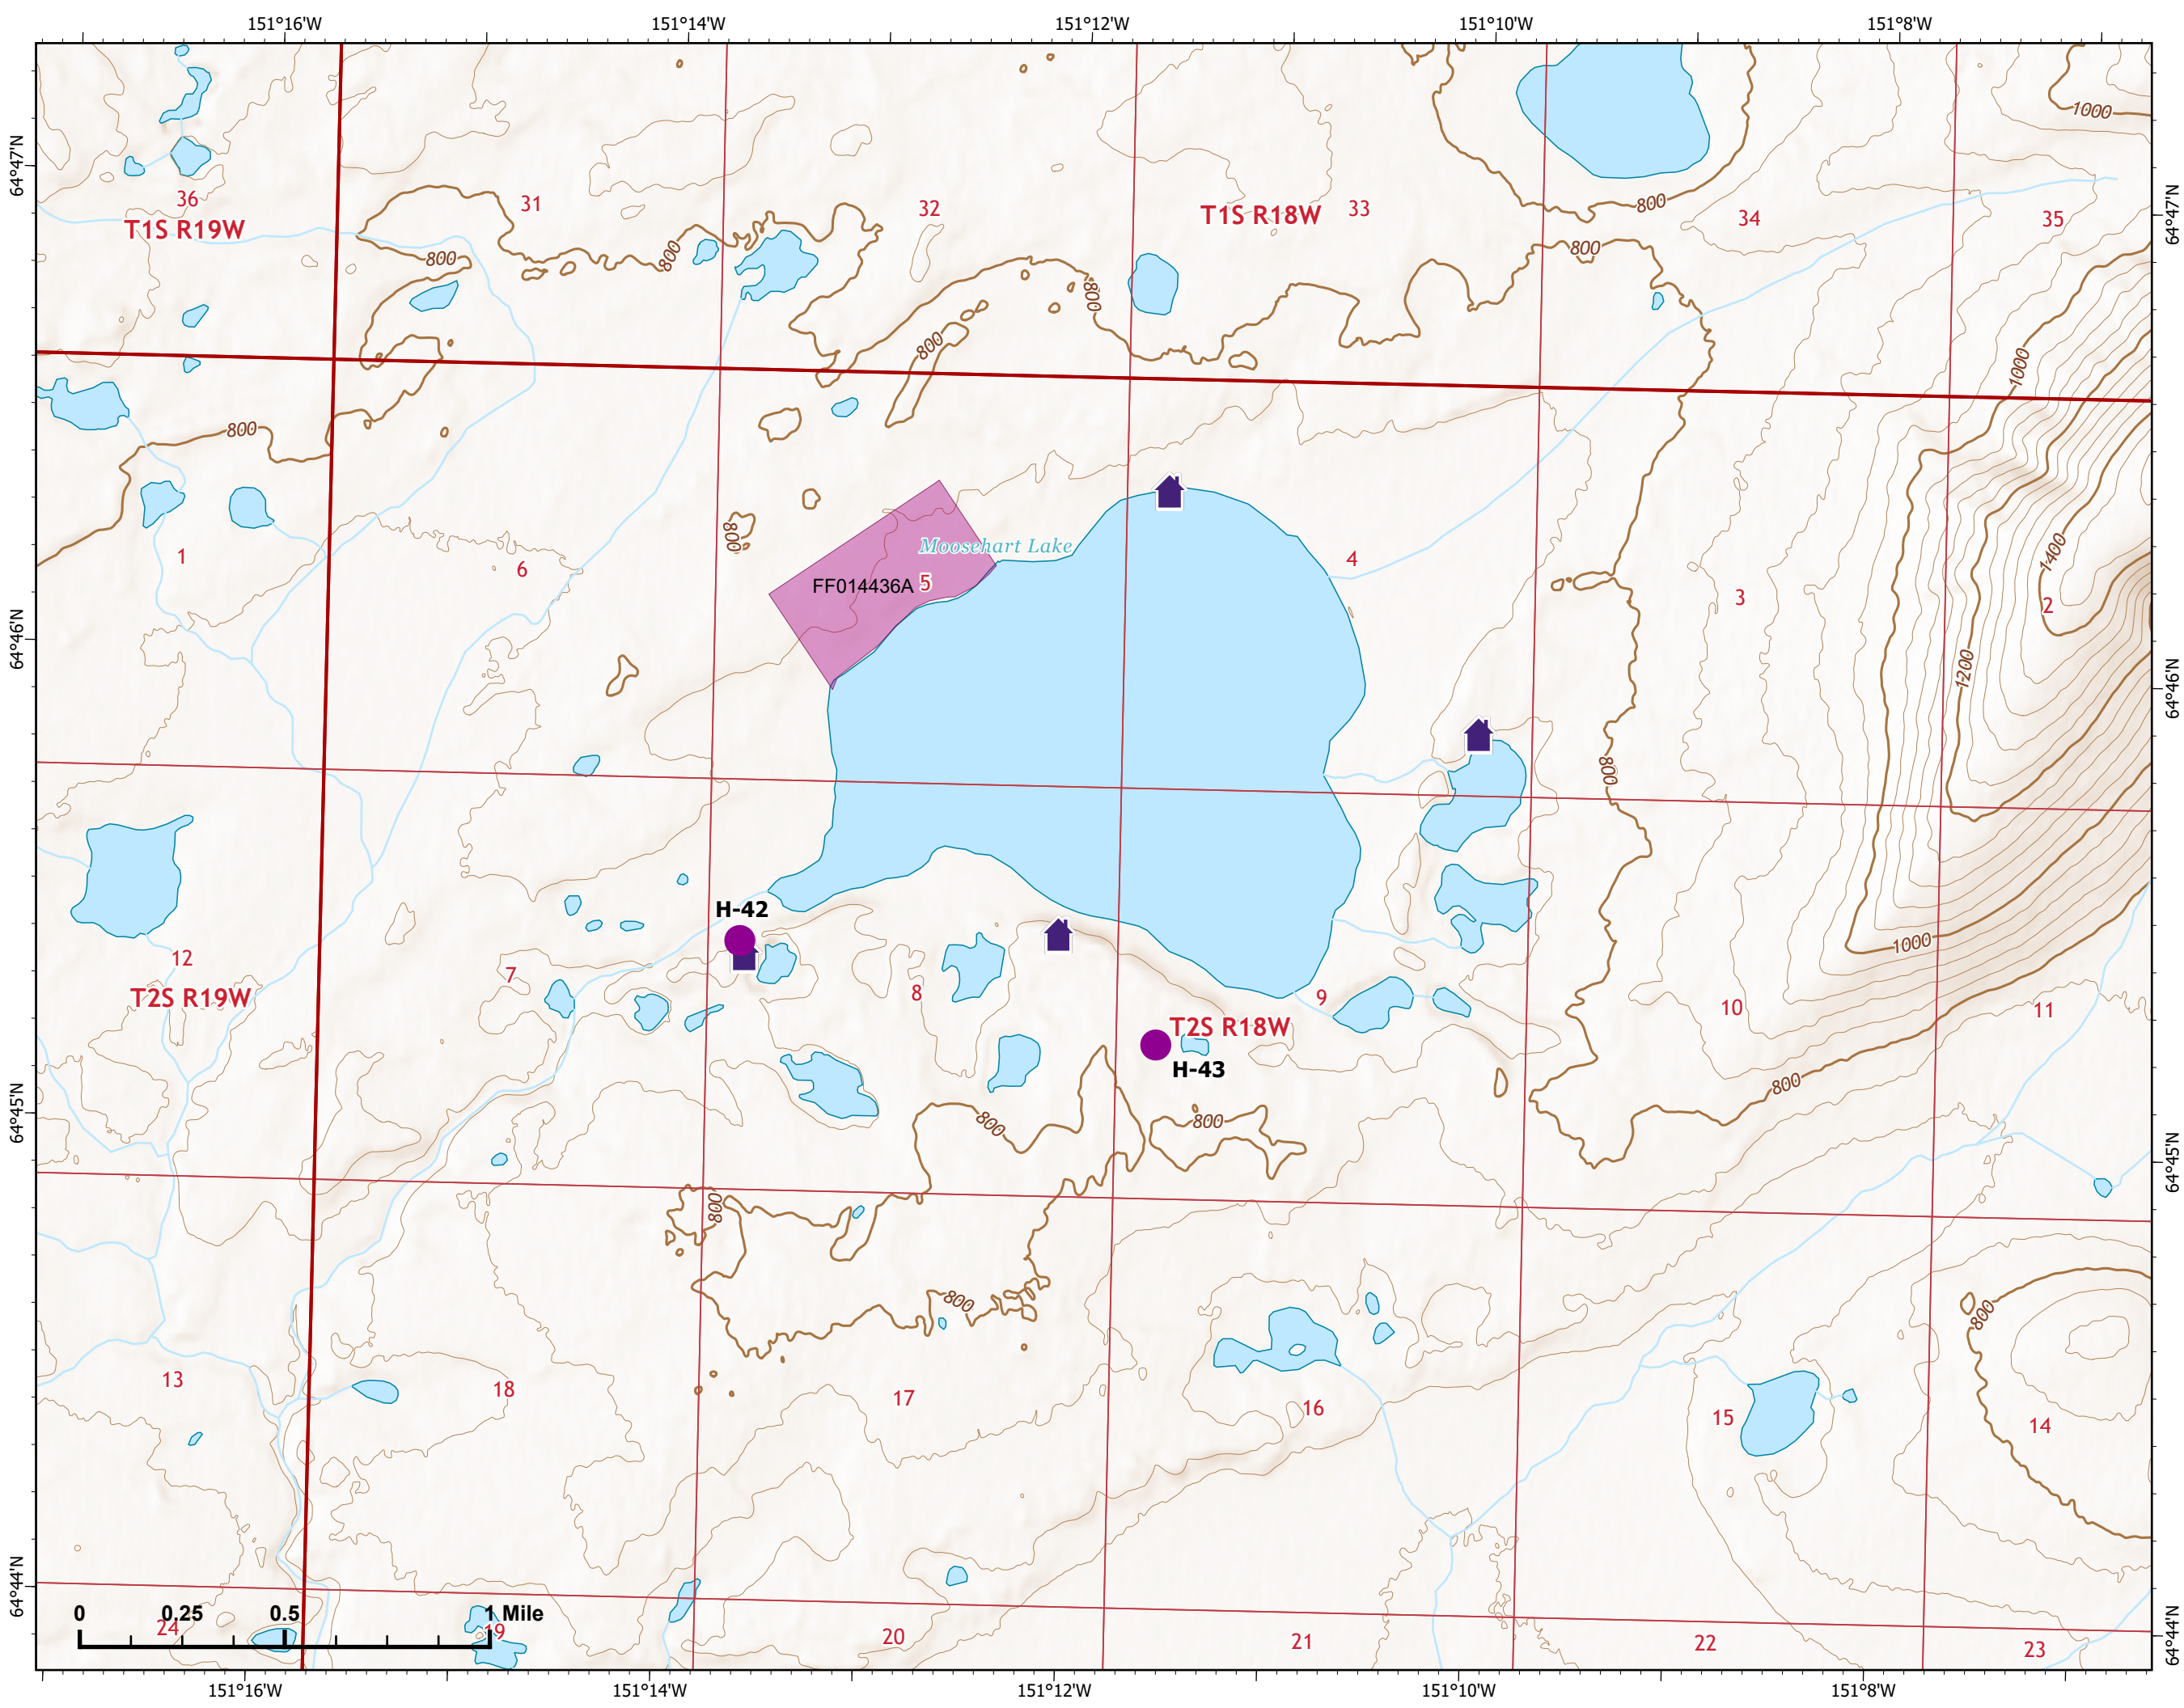 151°16'W 151°14'W 151°12'W 151°10'W 151°8'W
1000
64°47'N
36 31 32 T1S R18W 33 800 34 35 64°47'N
T1S R19W
800 800 800
800
800
1000
800
800
Moosehart Lake
1 6 FF014436A 5 4 3 1400 2
64°46'N
1200
64°46'N
800
H-42
12 7 8 9 10 1000 11
T2S R19W
T2S R18W
H-43
64°45'N
800 800 800
64°45'N
800
800
800
13 18 17 16 15 14
64°44'N
0 0.25 0.5 1 Mile
24 19 20 21 22 23
64°44'N
151°16'W 151°14'W 151°12'W 151°10'W 151°8'W